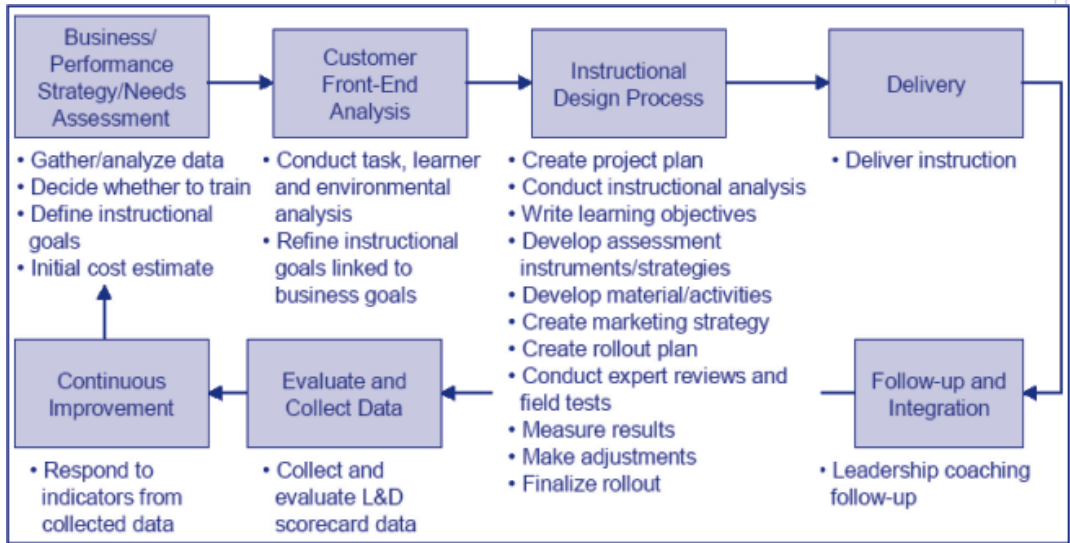 Business/
Performance
Strategy/Needs
Assessment
• Gather/analyze data
• Decide whether to train
• Define instructional
goals
• Initial cost estimate
Customer
Front-End
Analysis
• Conduct task, learner
and environmental
analysis
• Refine instructional
goals linked to
business goals
Instructional
Design Process
• Create project plan
• Conduct instructional analysis
• Write learning objectives
• Develop assessment
instruments/strategies
• Develop material/activities
• Create marketing strategy
• Create rollout plan
• Conduct expert reviews and
field tests
• Measure results
• Make adjustments
• Finalize rollout
Delivery
• Deliver instruction
Follow-up and
Integration
• Leadership coaching
follow-up
Evaluate and
Collect Data
• Collect and
evaluate L&D
scorecard data
Continuous
Improvement
• Respond to
indicators from
collected data